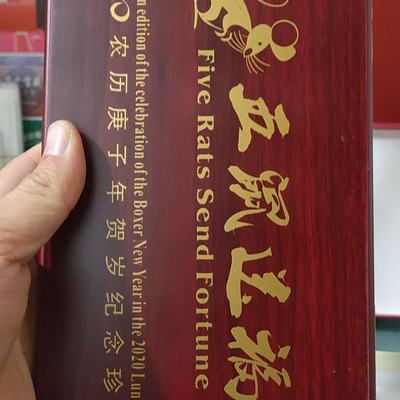 五鼠送福
Five Rats Send Fortune
edition of the celebration of the Boxer New Year in the 2020 Lun
农历庚子年贺岁纪念珍